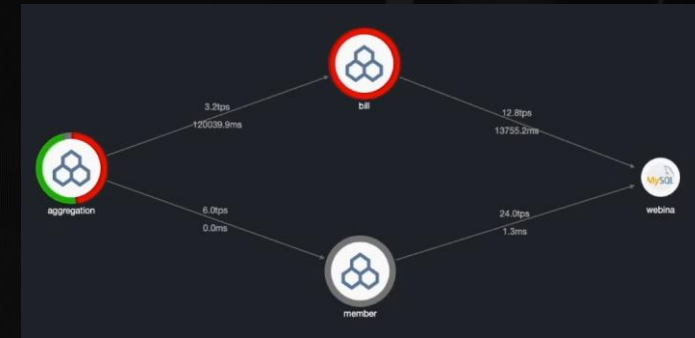 bill
3.2tps
120039.9ms
12.8tps
13755.2ms
aggregation
MySQL
webina
6.0tps
0.0ms
24.0tps
1.3ms
member